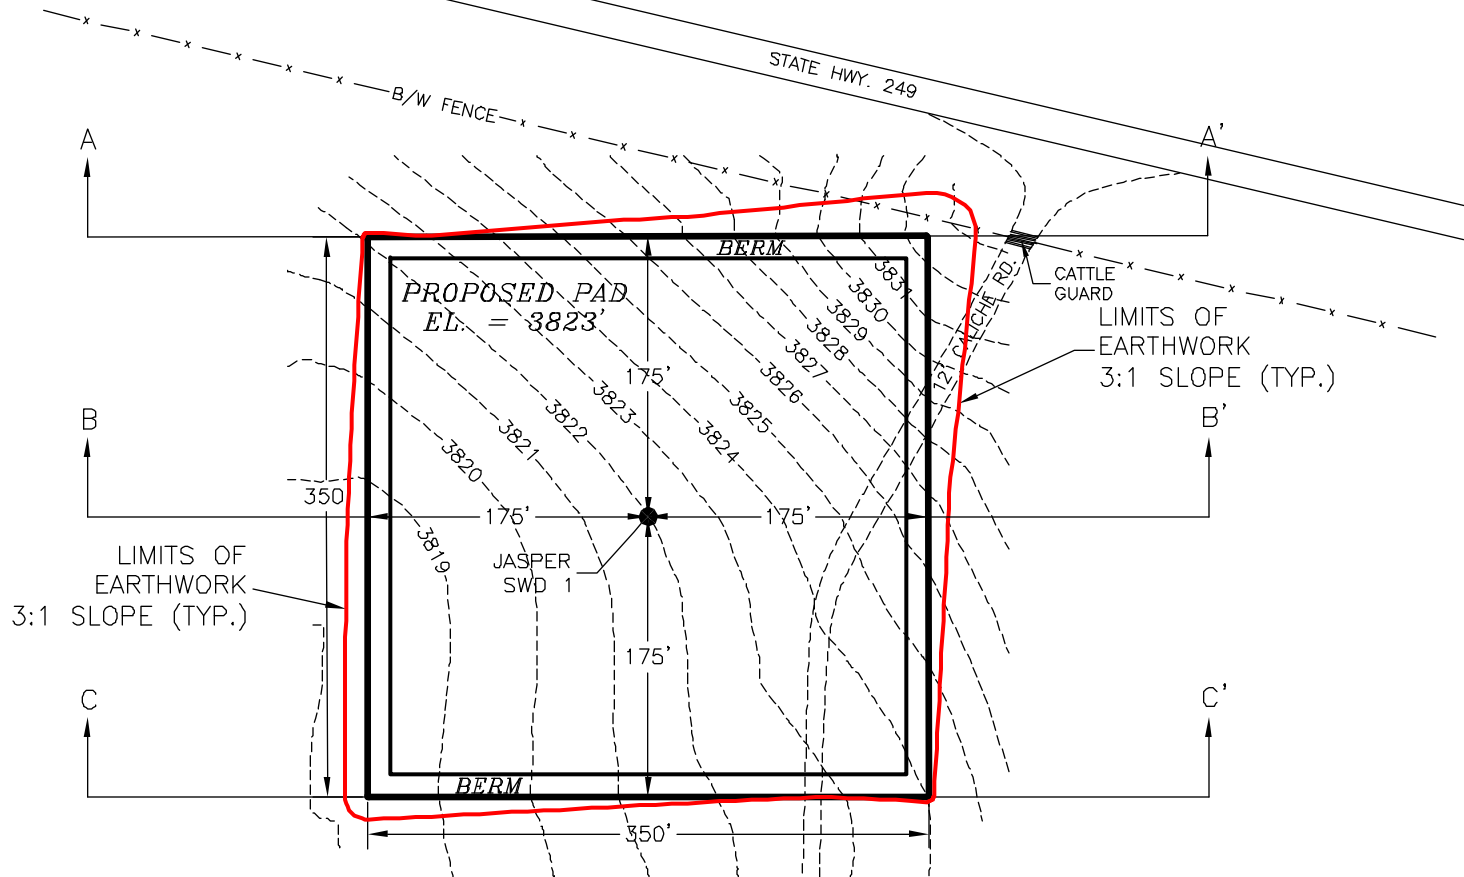 STATE HWY. 249
B/W FENCE
A
A'
BERM
CATTLE
GUARD
PROPOSED PAD
EL. = 3823'
3831
3830
3829
3828
3827
3826
3825
3824
3823
3822
3821
3820
3819
12' CALICHE RD.
LIMITS OF
EARTHWORK
3:1 SLOPE (TYP.)
175'
B
B'
350'
175'
175'
JASPER
SWD 1
LIMITS OF
EARTHWORK
3:1 SLOPE (TYP.)
175'
C
C'
BERM
350'